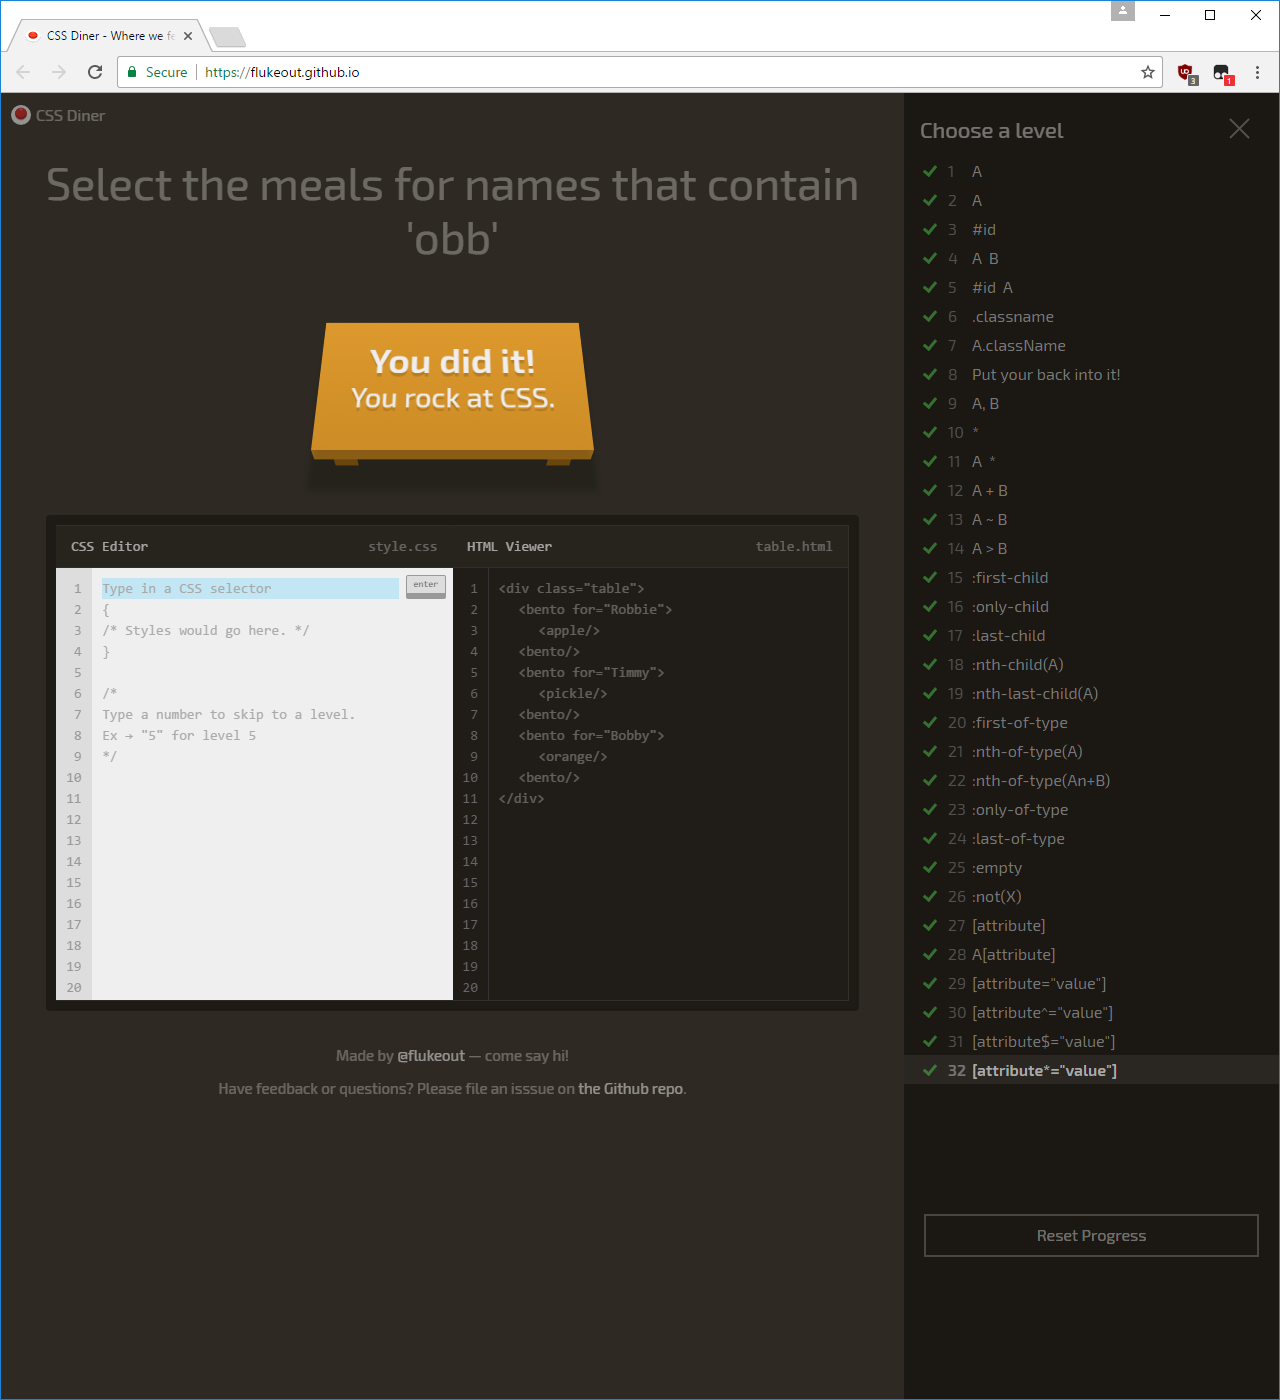 CSS Diner - Where we fe
Secure
https://flukeout.github.io
3
1
CSS Diner
Select the meals for names that contain
'obb'
You did it!
You rock at CSS.
CSS Editor
style.css
HTML Viewer
table.html
1 Type in a CSS selector
enter
2 {
3 /* Styles would go here. */
4 }
5
6 /*
7 Type a number to skip to a level.
8 Ex → "5" for level 5
9 */
10
11
12
13
14
15
16
17
18
19
20
1 <div class="table">
2 <bento for="Robbie">
3 <apple/>
4 <bento/>
5 <bento for="Timmy">
6 <pickle/>
7 <bento/>
8 <bento for="Bobby">
9 <orange/>
10 <bento/>
11 </div>
12
13
14
15
16
17
18
19
20
Made by @flukeout — come say hi!
Have feedback or questions? Please file an isssue on the Github repo.
Choose a level
1 A
2 A
3 #id
4 A B
5 #id A
6 .classname
7 A.className
8 Put your back into it!
9 A, B
10 *
11 A *
12 A + B
13 A ~ B
14 A > B
15 :first-child
16 :only-child
17 :last-child
18 :nth-child(A)
19 :nth-last-child(A)
20 :first-of-type
21 :nth-of-type(A)
22 :nth-of-type(An+B)
23 :only-of-type
24 :last-of-type
25 :empty
26 :not(X)
27 [attribute]
28 A[attribute]
29 [attribute="value"]
30 [attribute^="value"]
31 [attribute$="value"]
32 [attribute*="value"]
Reset Progress